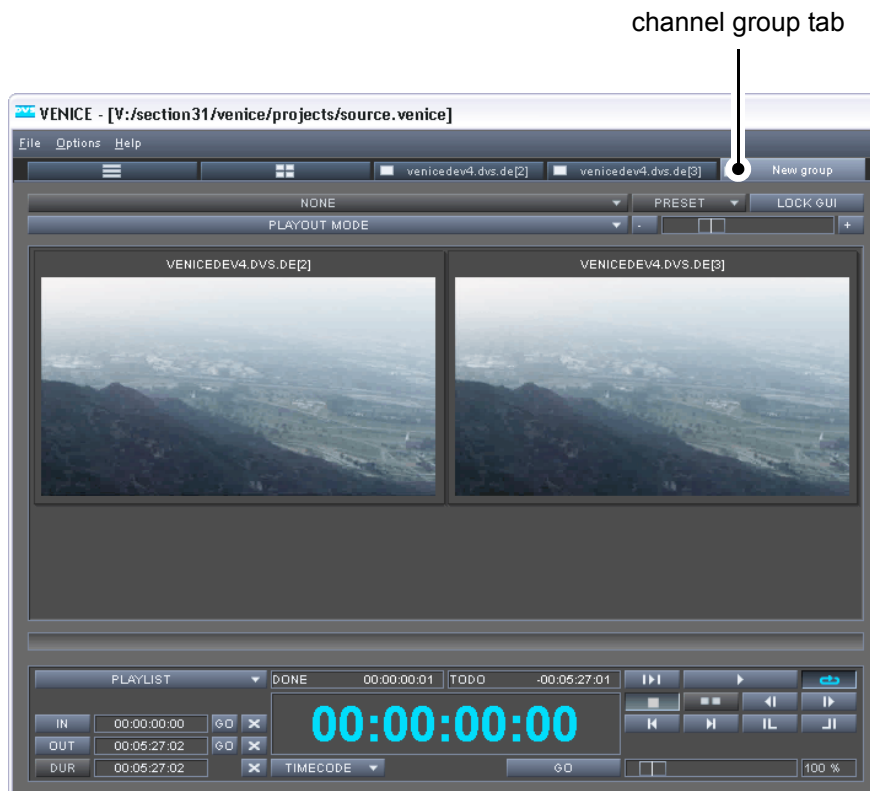 channel group tab
DVS VENICE - [V:/section31/venice/projects/source.venice]
File Options Help
venicedev4.dvs.de[2] venicedev4.dvs.de[3] New group
NONE PRESET LOCK GUI
PLAYOUT MODE - +
VENICEDEV4.DVS.DE[2] VENICEDEV4.DVS.DE[3]
PLAYLIST DONE 00:00:00:01 TODO -00:05:27:01
00:00:00:00
IN 00:00:00:00 GO X
OUT 00:05:27:02 GO X
DUR 00:05:27:02 X TIMECODE GO 100 %